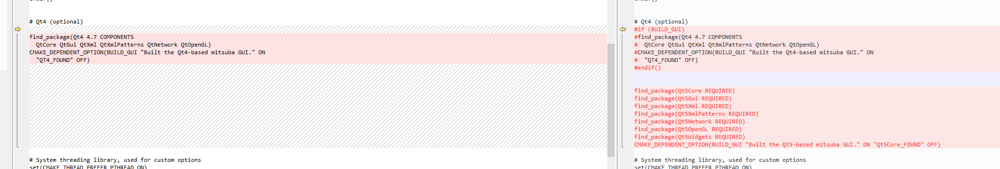 endif()
# Qt4 (optional)
find_package(Qt4 4.7 COMPONENTS
  QtCore QtGui QtXml QtXmlPatterns QtNetwork QtOpenGL)
CMAKE_DEPENDENT_OPTION(BUILD_GUI "Built the Qt4-based mitsuba GUI." ON
  "QT4_FOUND" OFF)
# System threading library, used for custom options
set(CMAKE_THREAD_PREFER_PTHREAD ON)
endif()
# Qt4 (optional)
#if (BUILD_GUI)
#find_package(Qt4 4.7 COMPONENTS
#  QtCore QtGui QtXml QtXmlPatterns QtNetwork QtOpenGL)
#CMAKE_DEPENDENT_OPTION(BUILD_GUI "Built the Qt4-based mitsuba GUI." ON
#  "QT4_FOUND" OFF)
#endif()
find_package(Qt5Core REQUIRED)
find_package(Qt5Gui REQUIRED)
find_package(Qt5Xml REQUIRED)
find_package(Qt5XmlPatterns REQUIRED)
find_package(Qt5Network REQUIRED)
find_package(Qt5OpenGL REQUIRED)
find_package(Qt5Widgets REQUIRED)
CMAKE_DEPENDENT_OPTION(BUILD_GUI "Built the Qt5-based mitsuba GUI." ON "Qt5Core_FOUND" OFF)
# System threading library, used for custom options
set(CMAKE_THREAD_PREFER_PTHREAD ON)